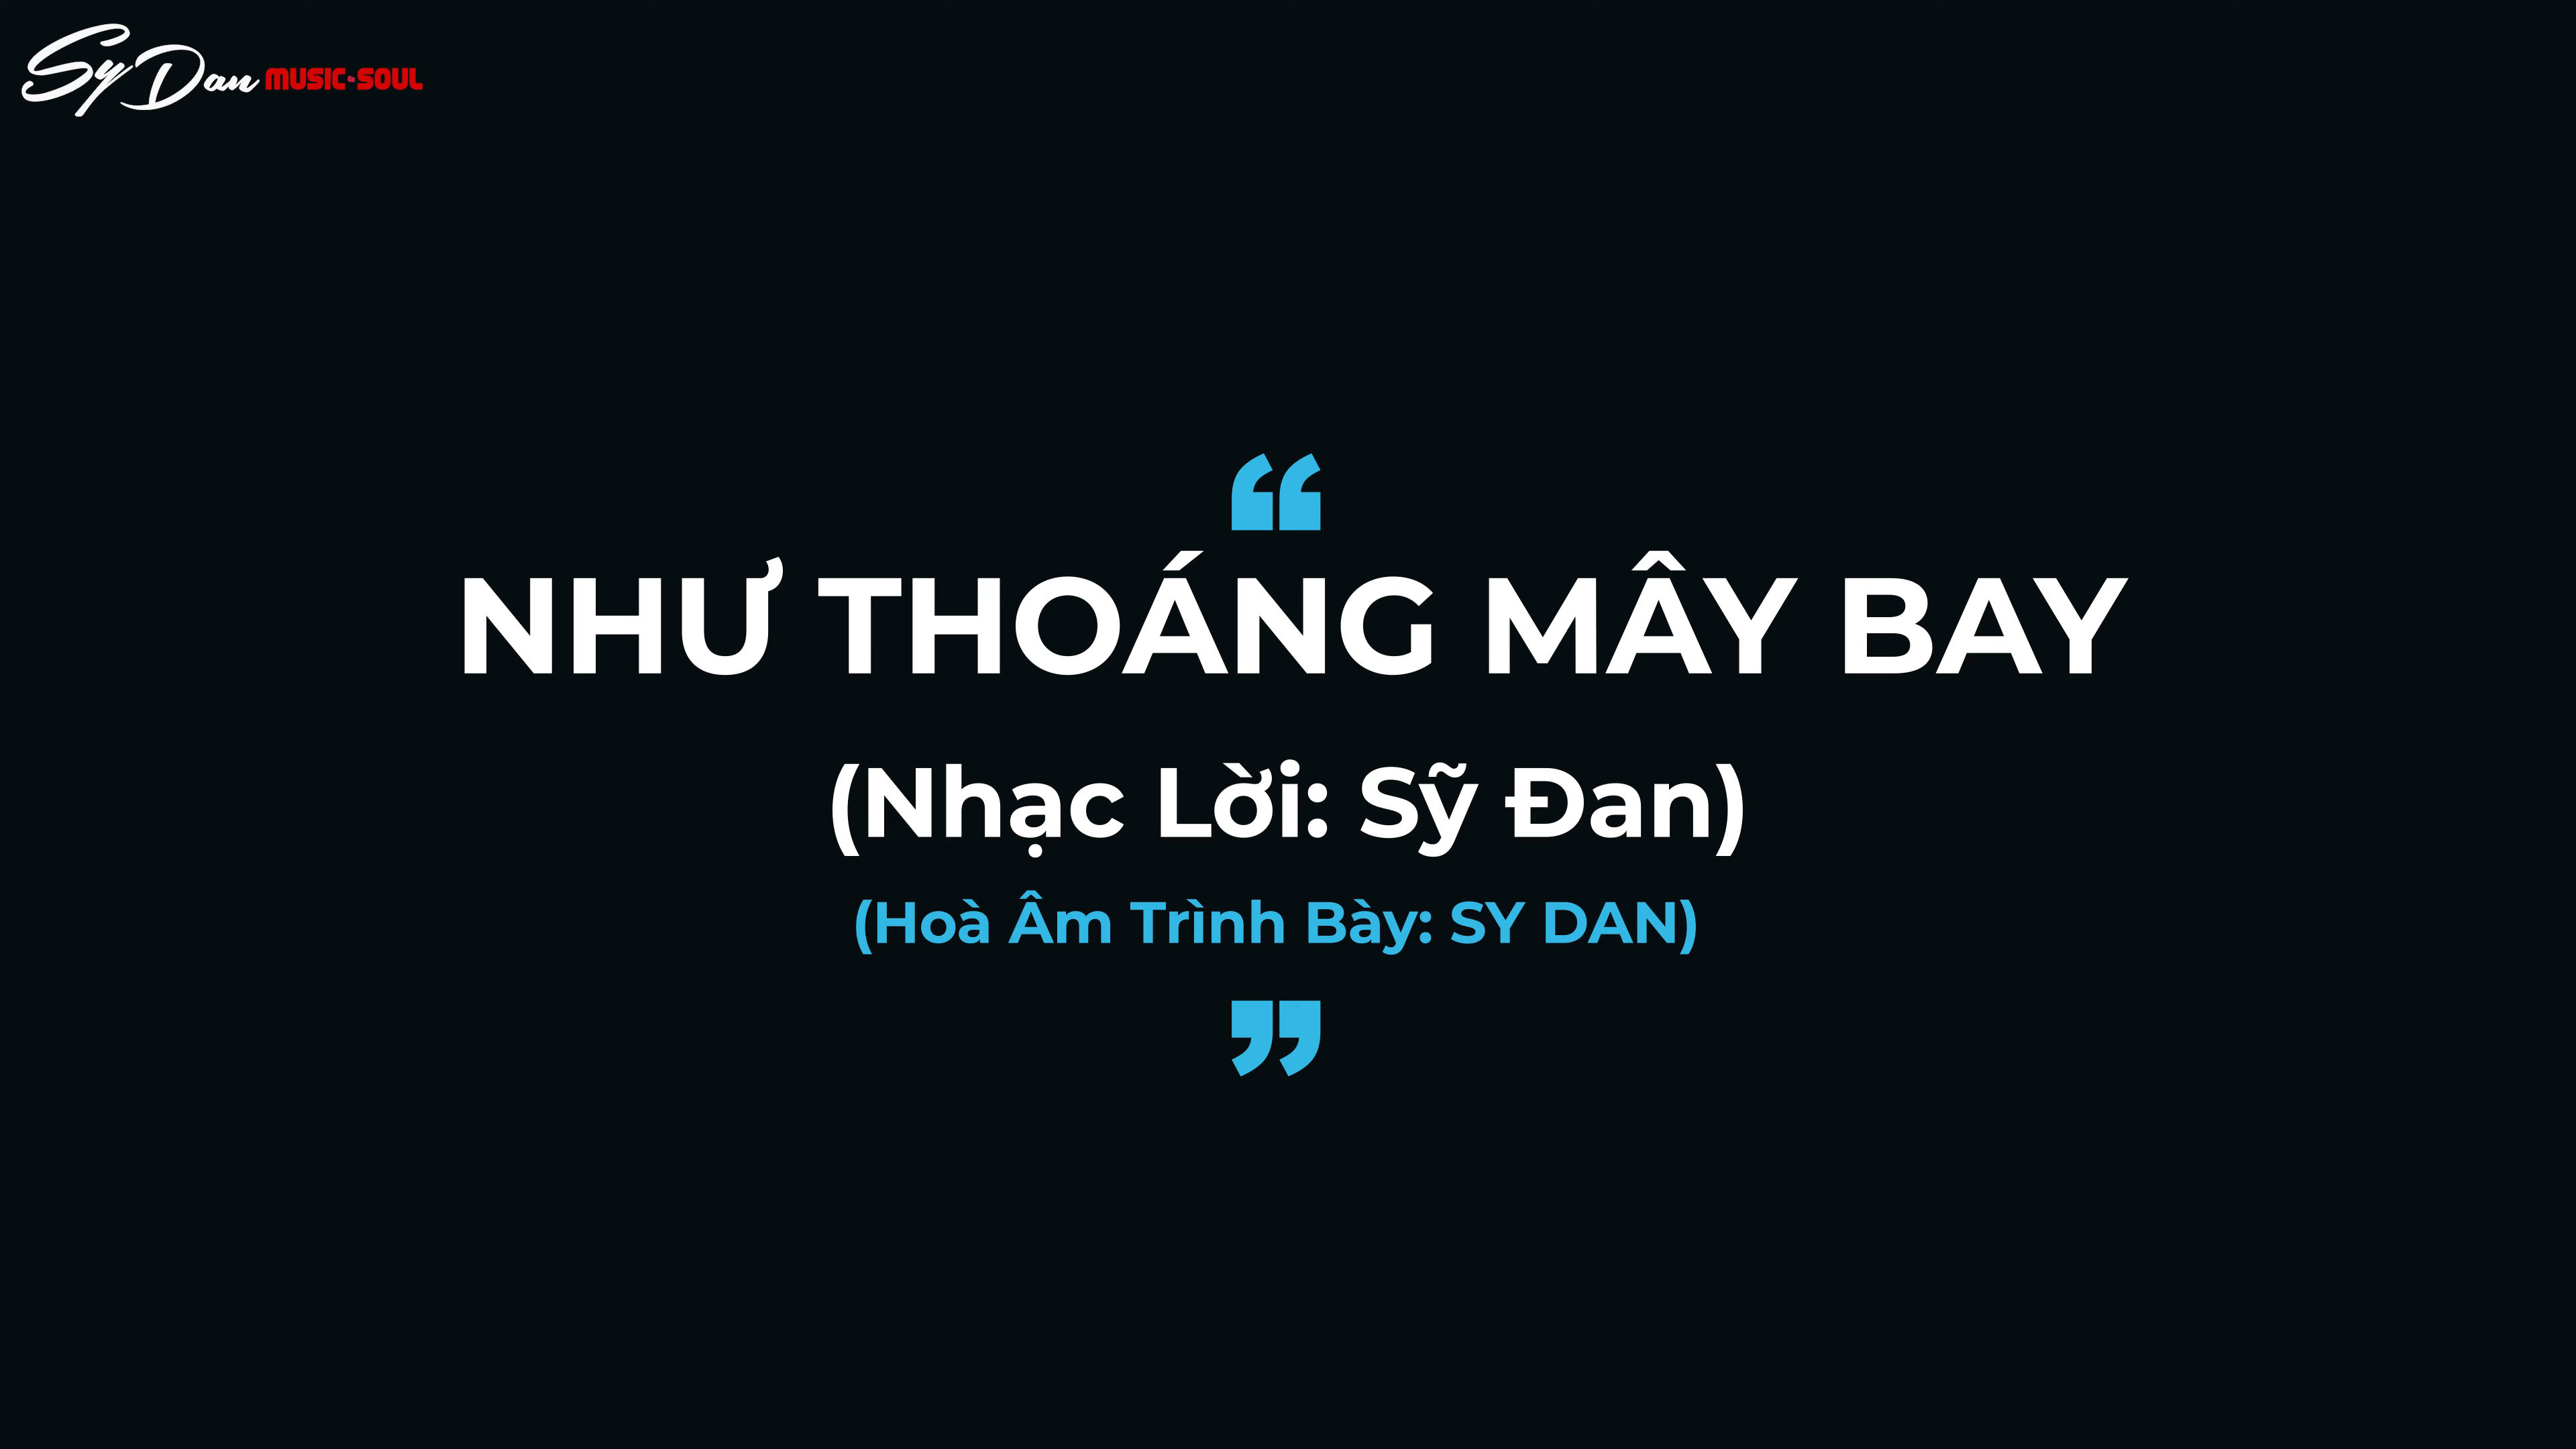 Sy Dan MUSIC SOUL
“
NHƯ THOÁNG MÂY BAY
(Nhạc Lời: Sỹ Đan)
(Hoà Âm Trình Bày: SY DAN)
”